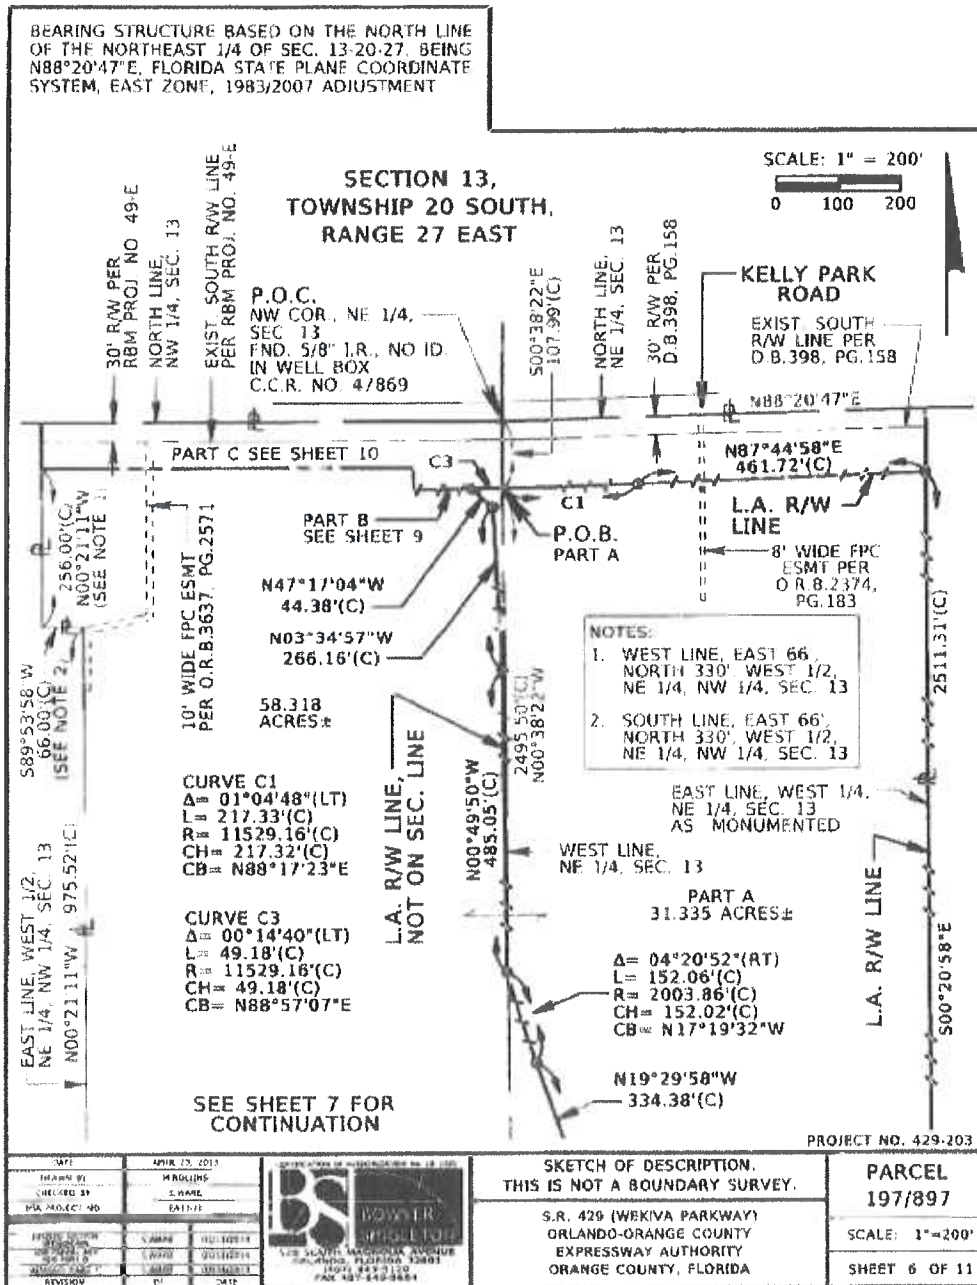 BEARING STRUCTURE BASED ON THE NORTH LINE
OF THE NORTHEAST 1/4 OF SEC. 13-20-27, BEING
N88°20'47"E, FLORIDA STATE PLANE COORDINATE
SYSTEM, EAST ZONE, 1983/2007 ADJUSTMENT
SCALE: 1" = 200'
0 100 200
SECTION 13,
TOWNSHIP 20 SOUTH,
RANGE 27 EAST
30' R/W PER
RBM PROJ. NO 49-E
NORTH LINE,
NW 1/4, SEC. 13
EXIST SOUTH R/W LINE
PER RBM PROJ. NO. 49-E
P.O.C.
NW COR., NE 1/4,
SEC 13
FND. 5/8" I.R., NO ID.
IN WELL BOX
C.C.R. NO. 47869
S00°38'22"E
107.99'(C)
NORTH LINE,
NE 1/4, SEC. 13
30' R/W PER
D.B.398, PG.158
KELLY PARK
ROAD
EXIST. SOUTH
R/W LINE PER
D.B.398, PG.158
N88°20'47"E
PART C SEE SHEET 10
C3
N87°44'58"E
461.72'(C)
C1
L.A. R/W
LINE
PART B
SEE SHEET 9
P.O.B.
PART A
8' WIDE FPC
ESMT PER
O.R.B.2374,
PG.183
256.00'(C)
N00°21'11"W
(SEE NOTE 1)
10' WIDE FPC ESMT
PER O.R.B.3637, PG.2571
N47°17'04"W
44.38'(C)
N03°34'57"W
266.16'(C)
S89°53'58"W
66.00'(C)
(SEE NOTE 2)
58.318
ACRES±
NOTES:
1. WEST LINE, EAST 66',
NORTH 330', WEST 1/2,
NE 1/4, NW 1/4, SEC. 13
2. SOUTH LINE, EAST 66',
NORTH 330', WEST 1/2,
NE 1/4, NW 1/4, SEC. 13
2511.31'(C)
2495.50'(C)
N00°38'22"W
L.A. R/W LINE,
NOT ON SEC. LINE
N00°49'50"W
485.05'(C)
CURVE C1
Δ= 01°04'48"(LT)
L= 217.33'(C)
R= 11529.16'(C)
CH= 217.32'(C)
CB= N88°17'23"E
EAST LINE, WEST 1/4,
NE 1/4, SEC. 13
AS MONUMENTED
WEST LINE,
NE 1/4, SEC. 13
PART A
31.335 ACRES±
CURVE C3
Δ= 00°14'40"(LT)
L= 49.18'(C)
R= 11529.16'(C)
CH= 49.18'(C)
CB= N88°57'07"E
Δ= 04°20'52"(RT)
L= 152.06'(C)
R= 2003.86'(C)
CH= 152.02'(C)
CB= N17°19'32"W
L.A. R/W LINE
S00°20'58"E
EAST LINE, WEST 1/2,
NE 1/4, NW 1/4, SEC. 13
N00°21'11"W 975.52'(C)
N19°29'58"W
334.38'(C)
SEE SHEET 7 FOR
CONTINUATION
PROJECT NO. 429-203
DATE
DRAWN BY
CHECKED BY
REVISION BY DATE
BS
BOWYER
SINGLETON
520 SOUTH MAGNOLIA AVENUE
ORLANDO, FLORIDA 32801
SKETCH OF DESCRIPTION.
THIS IS NOT A BOUNDARY SURVEY.
S.R. 429 (WEKIVA PARKWAY)
ORLANDO-ORANGE COUNTY
EXPRESSWAY AUTHORITY
ORANGE COUNTY, FLORIDA
PARCEL
197/897
SCALE: 1"=200'
SHEET 6 OF 11